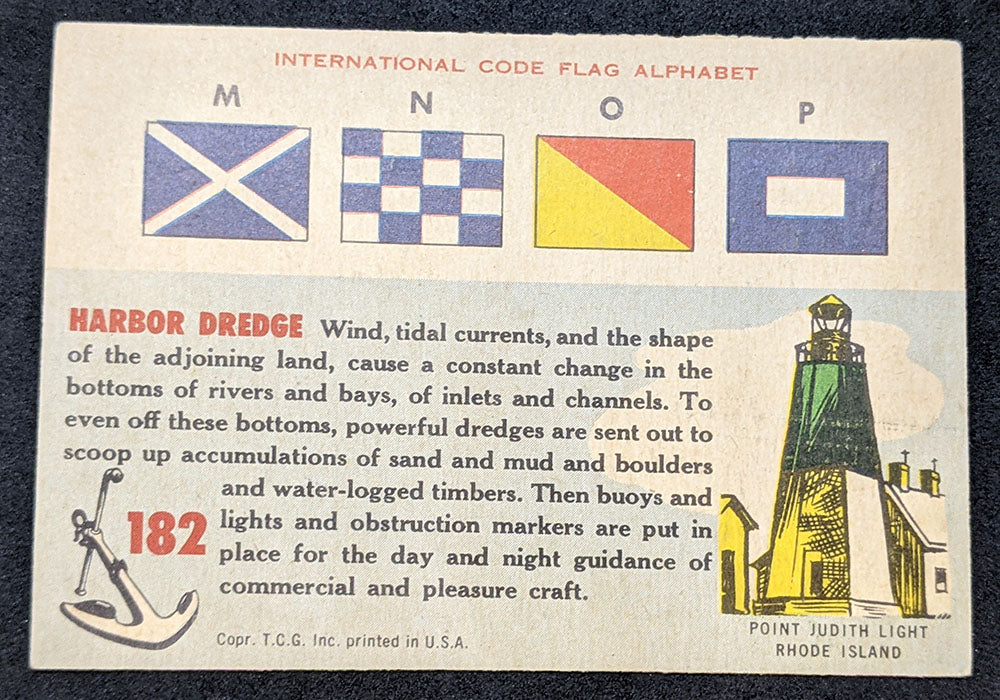 INTERNATIONAL CODE FLAG ALPHABET
M N O P
HARBOR DREDGE Wind, tidal currents, and the shape
of the adjoining land, cause a constant change in the
bottoms of rivers and bays, of inlets and channels. To
even off these bottoms, powerful dredges are sent out to
scoop up accumulations of sand and mud and boulders
and water-logged timbers. Then buoys and
lights and obstruction markers are put in
place for the day and night guidance of
commercial and pleasure craft.
182
Copr. T.C.G. Inc. printed in U.S.A.
POINT JUDITH LIGHT
RHODE ISLAND